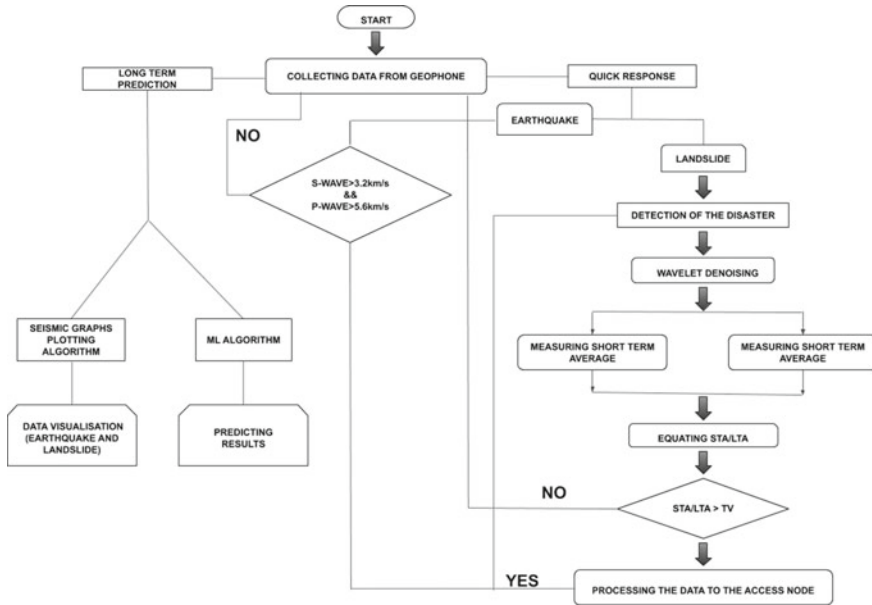 START
LONG TERM
PREDICTION
COLLECTING DATA FROM GEOPHONE
QUICK RESPONSE
NO
EARTHQUAKE
LANDSLIDE
S-WAVE>3.2km/s
&&
P-WAVE>5.6km/s
DETECTION OF THE DISASTER
WAVELET DENOISING
SEISMIC GRAPHS
PLOTTING
ALGORITHM
ML ALGORITHM
MEASURING SHORT TERM
AVERAGE
MEASURING SHORT TERM
AVERAGE
DATA VISUALISATION
(EARTHQUAKE AND
LANDSLIDE)
PREDICTING
RESULTS
EQUATING STA/LTA
NO
STA/LTA > TV
YES
PROCESSING THE DATA TO THE ACCESS NODE